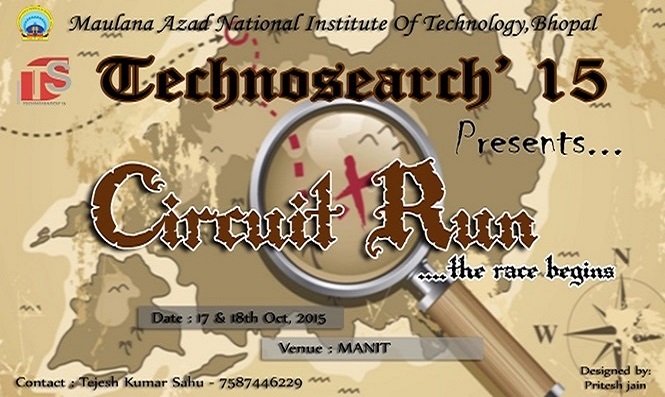 Maulana Azad National Institute Of Technology,Bhopal
TS
Technosearch' 15
Presents...
Circuit Run
....the race begins
N
W
Date : 17 & 18th Oct, 2015
Venue : MANIT
Contact : Tejesh Kumar Sahu - 7587446229
Designed by:
Pritesh jain